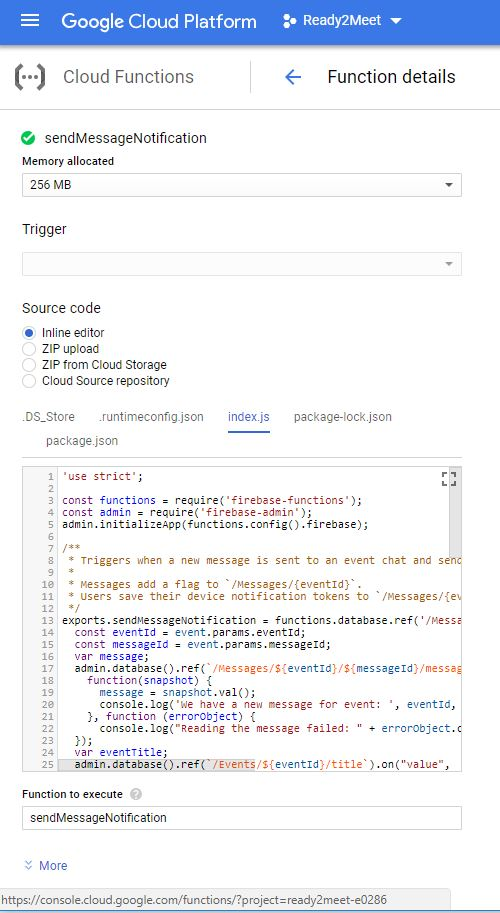 Google Cloud Platform Ready2Meet
Cloud Functions Function details
sendMessageNotification
Memory allocated
256 MB
Trigger
Source code
Inline editor
ZIP upload
ZIP from Cloud Storage
Cloud Source repository
.DS_Store .runtimeconfig.json index.js package-lock.json
package.json
1 'use strict';
2
3 const functions = require('firebase-functions');
4 const admin = require('firebase-admin');
5 admin.initializeApp(functions.config().firebase);
6
7 /**
8 * Triggers when a new message is sent to an event chat and send
9 *
10 * Messages add a flag to `/Messages/{eventId}`.
11 * Users save their device notification tokens to `/Messages/{ev
12 */
13 exports.sendMessageNotification = functions.database.ref('/Messa
14 const eventId = event.params.eventId;
15 const messageId = event.params.messageId;
16 var message;
17 admin.database().ref(`/Messages/${eventId}/${messageId}/messag
18 function(snapshot) {
19 message = snapshot.val();
20 console.log('We have a new message for event: ', eventId,
21 }, function (errorObject) {
22 console.log("Reading the message failed: " + errorObject.c
23 });
24 var eventTitle;
25 admin.database().ref(`/Events/${eventId}/title`).on("value",
Function to execute
sendMessageNotification
More
https://console.cloud.google.com/functions/?project=ready2meet-e0286